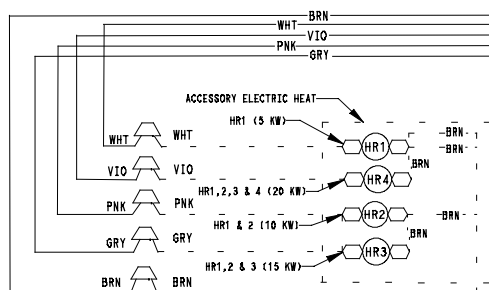 BRN
WHT
VIO
PNK
GRY
ACCESSORY ELECTRIC HEAT
HR1 (5 KW)
BRN
WHT WHT HR1 BRN
BRN
VIO VIO HR4
HR1,2,3 & 4 (20 KW)
PNK PNK HR2 BRN
HR1 & 2 (10 KW)
BRN
GRY GRY HR3
HR1,2 & 3 (15 KW)
BRN BRN